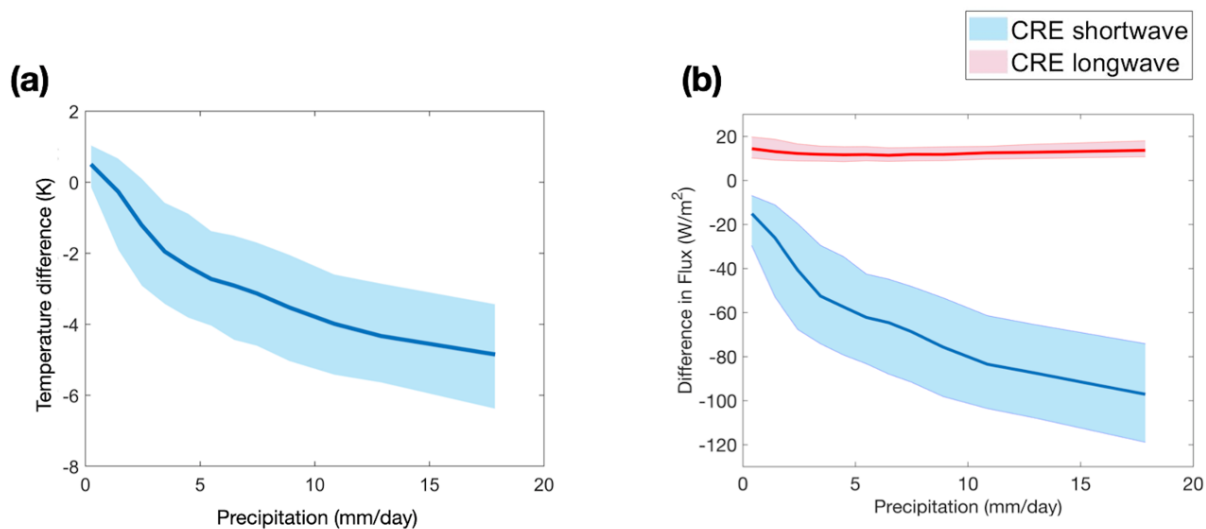 CRE shortwave
CRE longwave
(a)
(b)
2
0
-2
-4
-6
-8
Temperature difference (K)
0 5 10 15 20
Precipitation (mm/day)
20
0
-20
-40
-60
-80
-100
-120
Difference in Flux (W/m²)
0 5 10 15 20
Precipitation (mm/day)